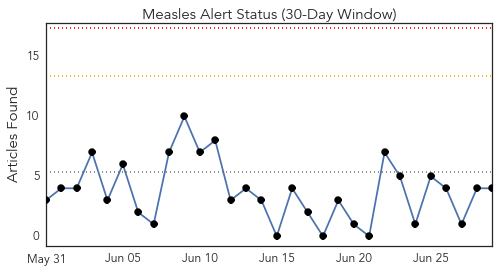 Measles Alert Status (30-Day Window)
Articles Found
15
10
5
0
May 31
Jun 05
Jun 10
Jun 15
Jun 20
Jun 25